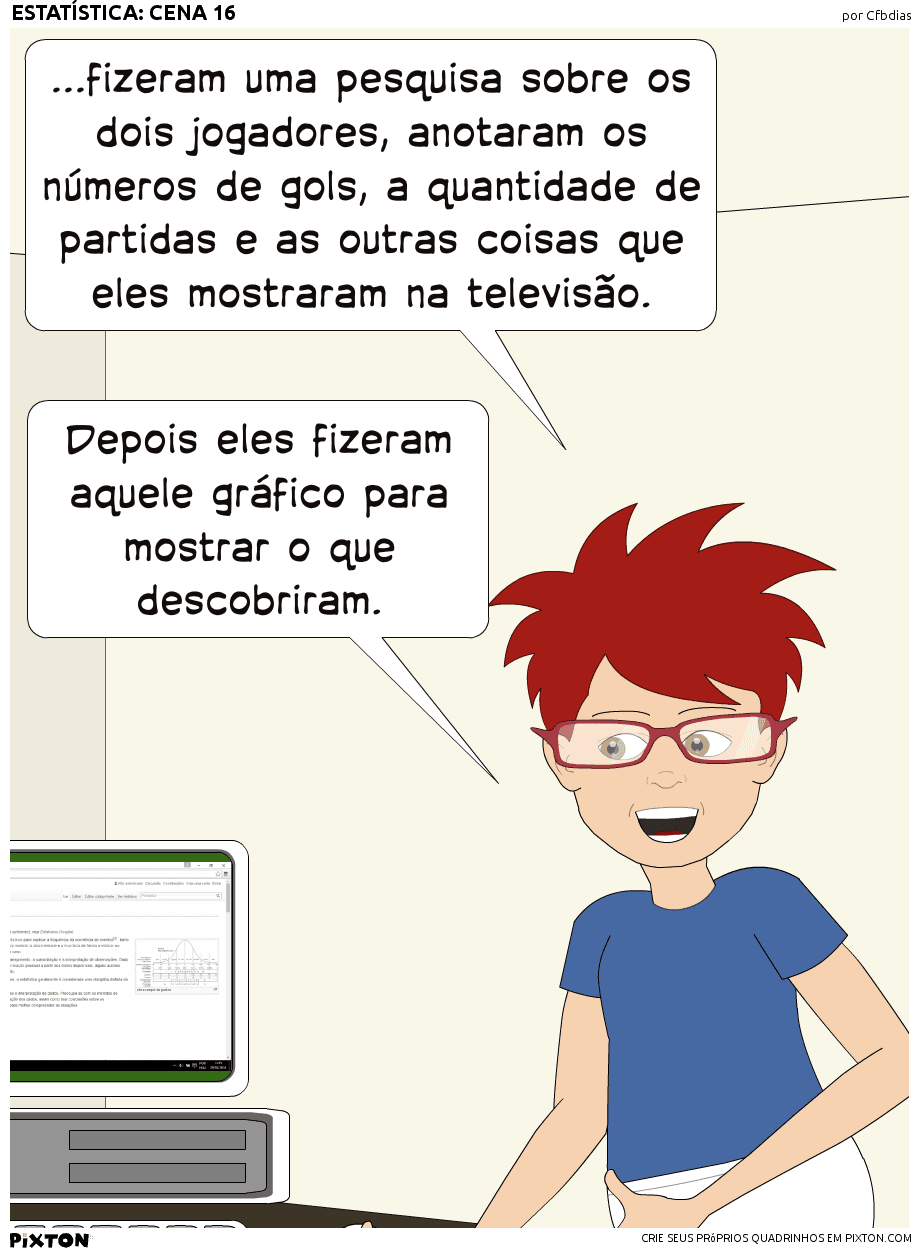 ESTATÍSTICA: CENA 16
por Cfbdias
...fizeram uma pesquisa sobre os
dois jogadores, anotaram os
números de gols, a quantidade de
partidas e as outras coisas que
eles mostraram na televisão.
Depois eles fizeram
aquele gráfico para
mostrar o que
descobriram.
PiXTON
CRIE SEUS PRÓPRIOS QUADRINHOS EM PIXTON.COM